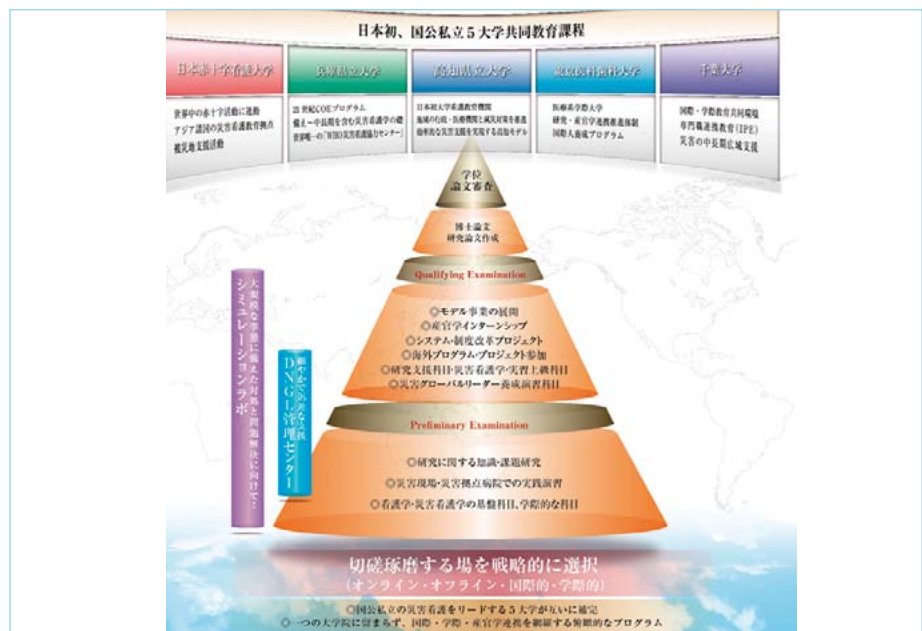 日本初、国公私立5大学共同教育課程
日本赤十字看護大学
兵庫県立大学
高知県立大学
東京医科歯科大学
千葉大学
世界中の赤十字活動に連動
アジア諸国の災害看護教育拠点
被災地支援活動
21世紀COEプログラム
備え－中長期を含む災害看護学の礎
世界唯一の「WHO災害看護協力センター」
日本初大学看護教育機関
地域の行政・医療機関と減災対策を推進
効率的な災害支援を実現する高知モデル
医療系学際大学
研究・産官学連携推進体制
国際人養成プログラム
国際・学際教育共同環境
専門職連携教育(IPE)
災害の中長期広域支援
学位
論文審査
博士論文
研究論文作成
Qualifying Examination
◎モデル事業の展開
◎産官学インターンシップ
◎システム・制度改革プロジェクト
◎海外プログラム・プロジェクト参加
◎研究支援科目・災害看護学・実習上級科目
◎災害グローバルリーダー養成演習科目
Preliminary Examination
◎研究に関する知識・課題研究
◎災害現場・災害拠点病院での実践演習
◎看護学・災害看護学の基盤科目、学際的な科目
大規模な事態に備えた対処と問題解決に向けて…
シミュレーションラボ
細やかで迅速な支援
DNGL管理センター
切磋琢磨する場を戦略的に選択
(オンライン・オフライン・国際的・学際的)
◎国公私立の災害看護をリードする5大学が互いに補完
◎一つの大学院に留まらず、国際・学際・産官学連携を網羅する俯瞰的なプログラム